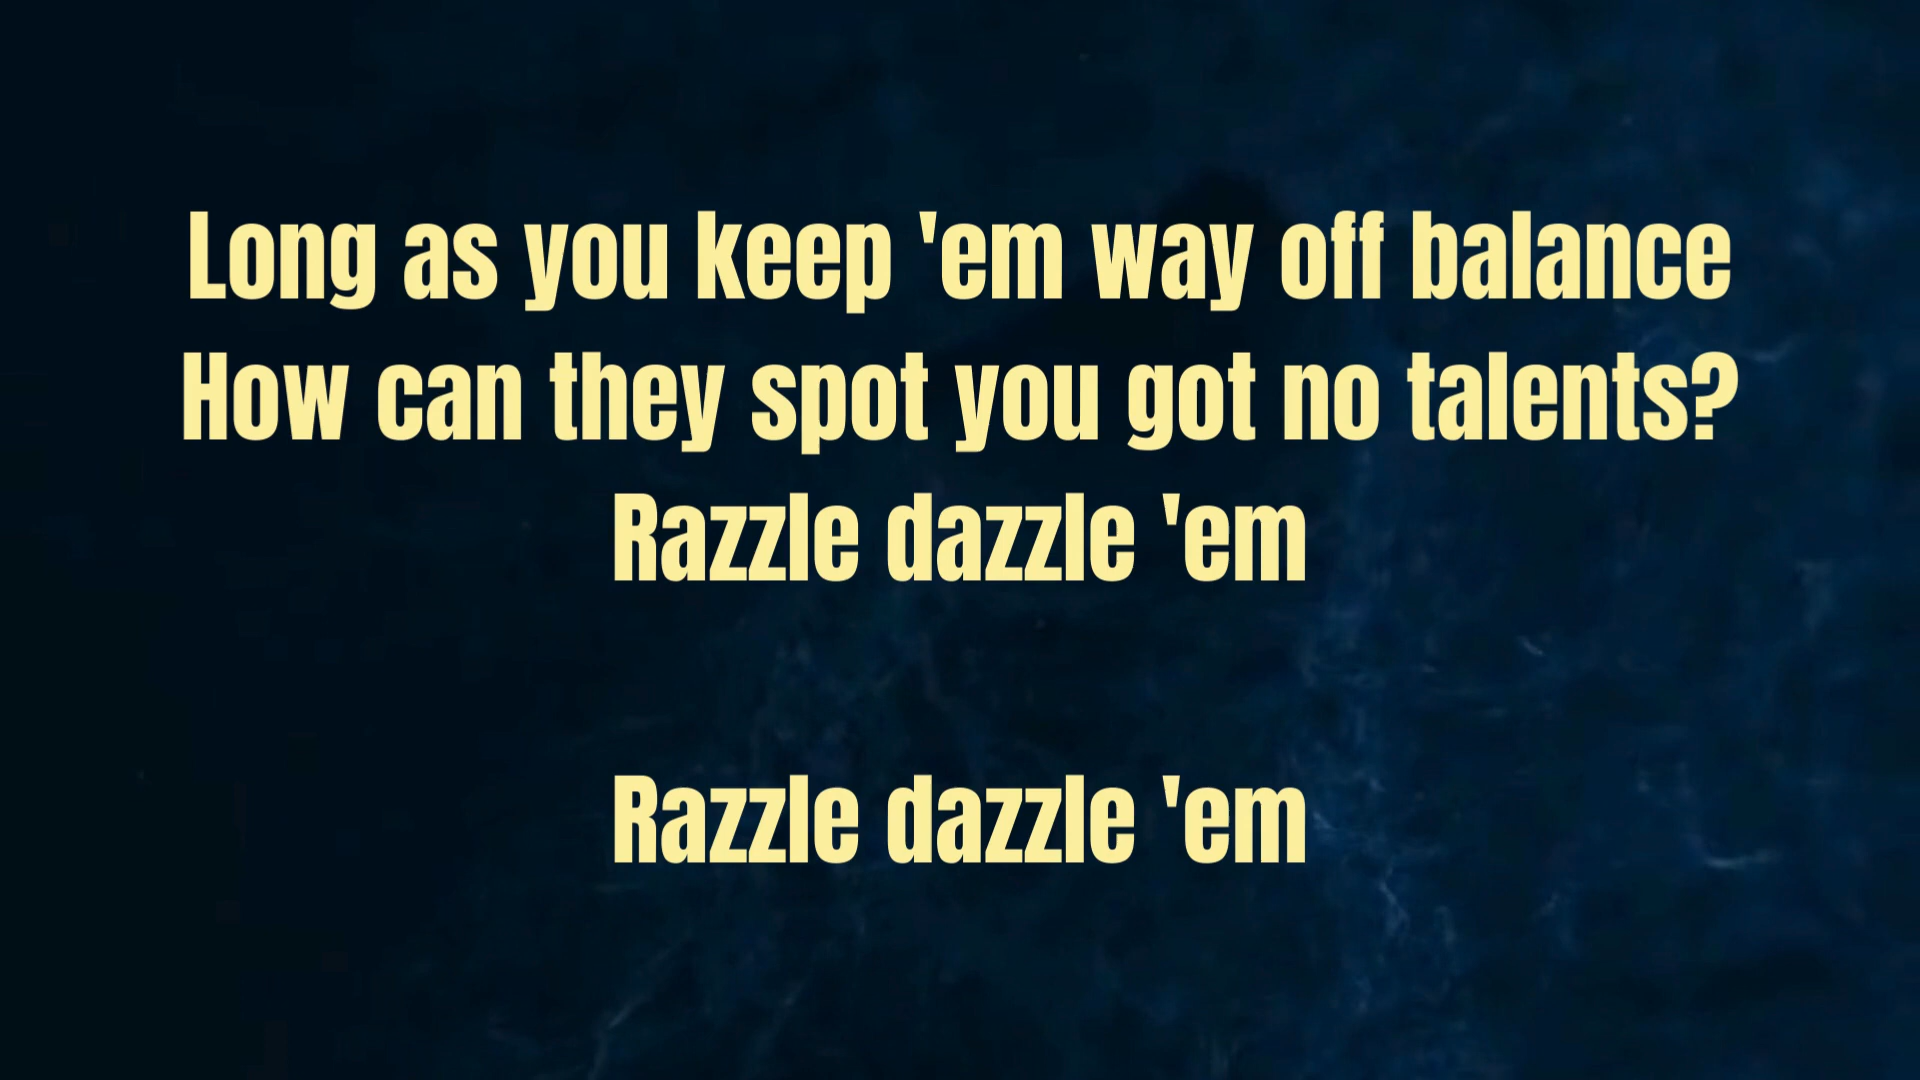 Long as you keep 'em way off balance
How can they spot you got no talents?
Razzle dazzle 'em
Razzle dazzle 'em